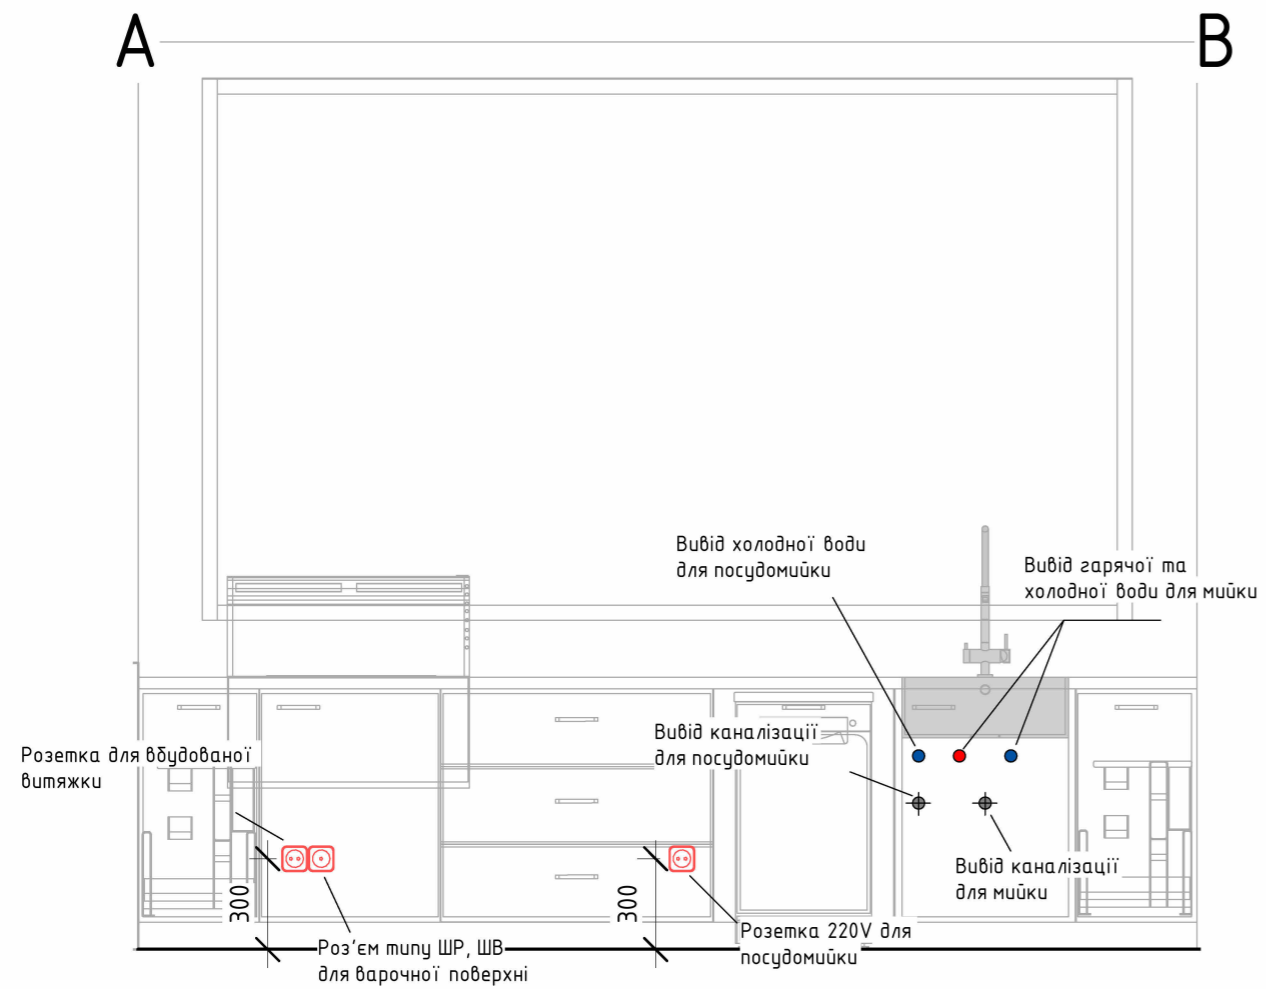 А
В
Вивід холодної води
для посудомийки
Вивід гарячої та
холодної води для мийки
Розетка для вбудованої
витяжки
Вивід каналізації
для посудомийки
Вивід каналізації
для мийки
300
300
Роз'єм типу ШР, ШВ
для варочної поверхні
Розетка 220V для
посудомийки